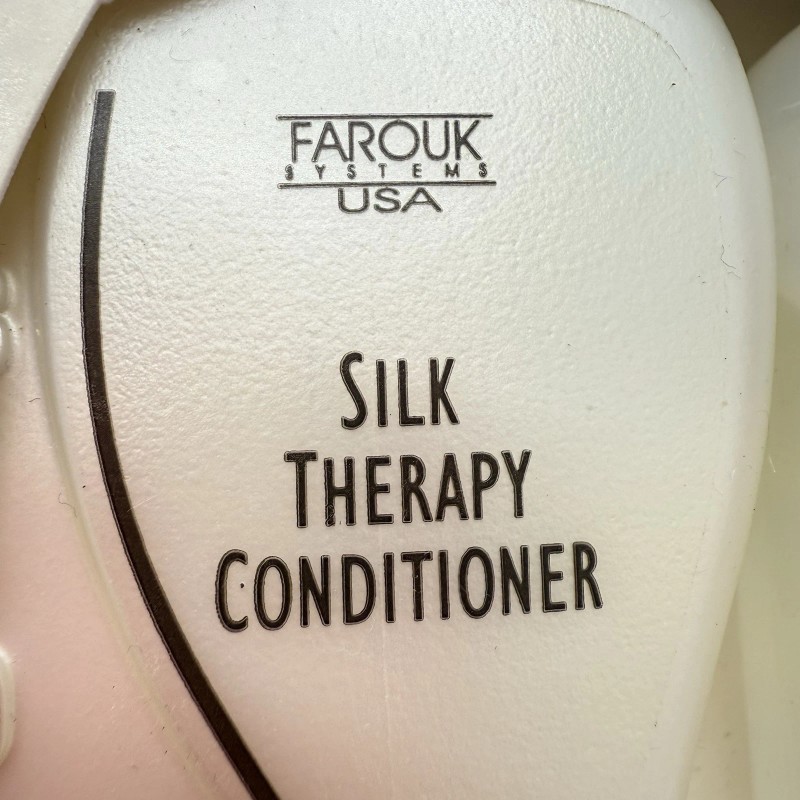 FAROUK
SYSTEMS
USA
SILK
THERAPY
CONDITIONER